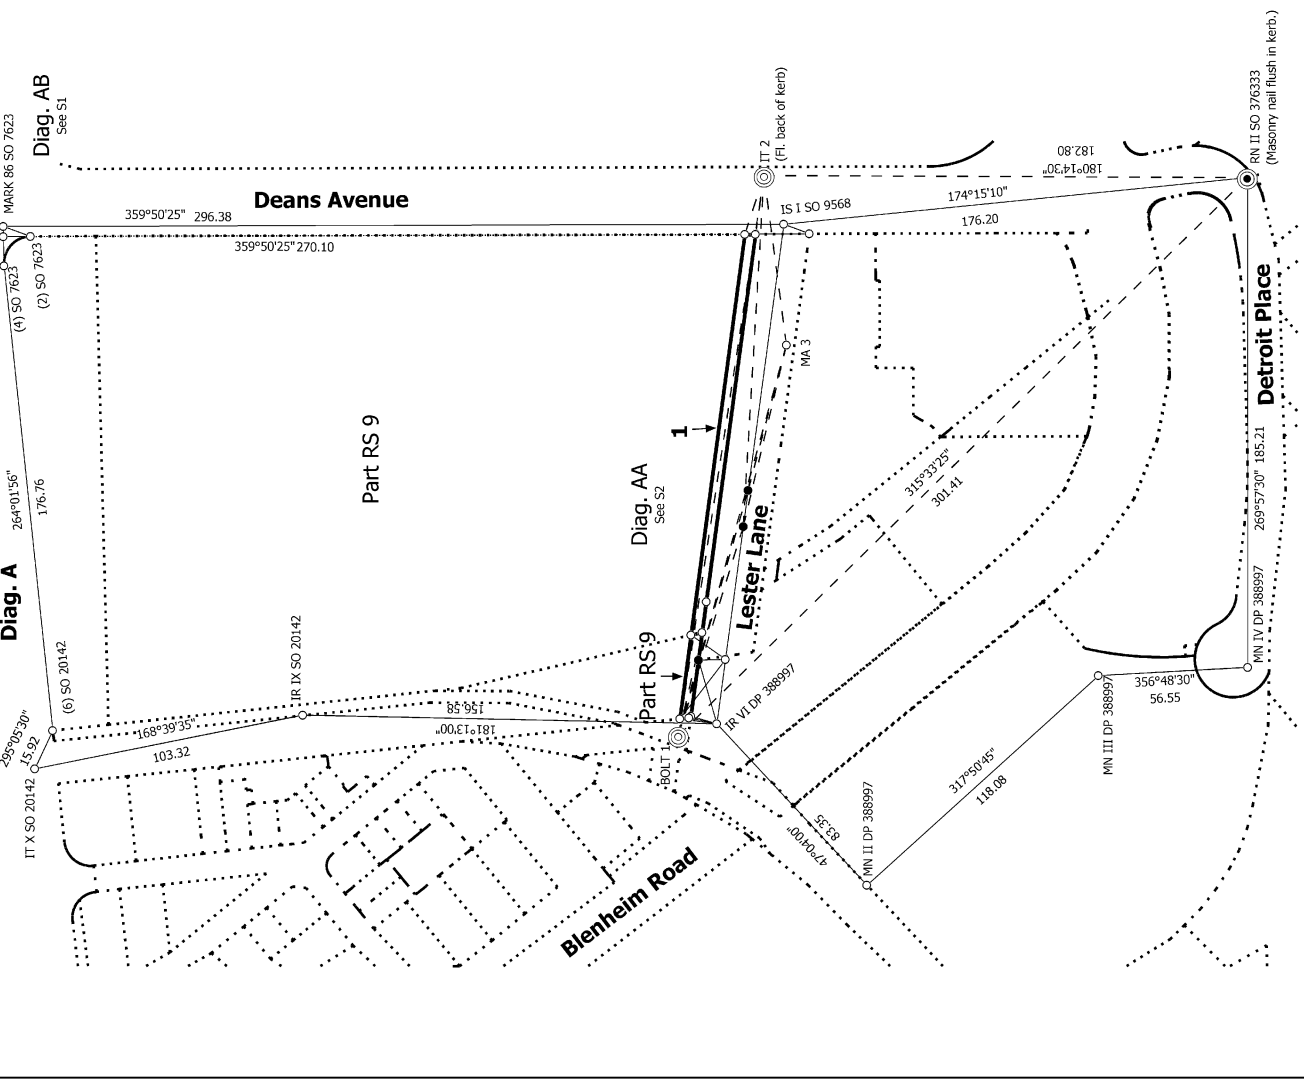 MARK 86 SO 7623
Diag. AB
See S1
359°50'25" 296.38
Deans Avenue
359°50'25" 270.10
(4) SO 7623
(2) SO 7623
IT 2
(Fl. back of kerb)
IS I SO 9568
180°14'30"
182.80
174°15'10"
176.20
RN II SO 376333
(Masonry nail flush in kerb.)
264°01'56"
176.76
Part RS 9
1
MA 3
Diag. AA
See S2
Lester Lane
315°33'25"
301.41
Detroit Place
269°57'30" 185.21
Diag. A
(6) SO 20142
295°05'30"
15.92
IT X SO 20142
168°39'35"
103.32
IR IX SO 20142
181°13'00"
156.58
Part RS 9
BOLT 1
IR VI DP 388997
47°04'00"
83.35
MN II DP 388997
317°50'45"
118.08
MN III DP 388997
356°48'30"
56.55
MN IV DP 388997
Blenheim Road